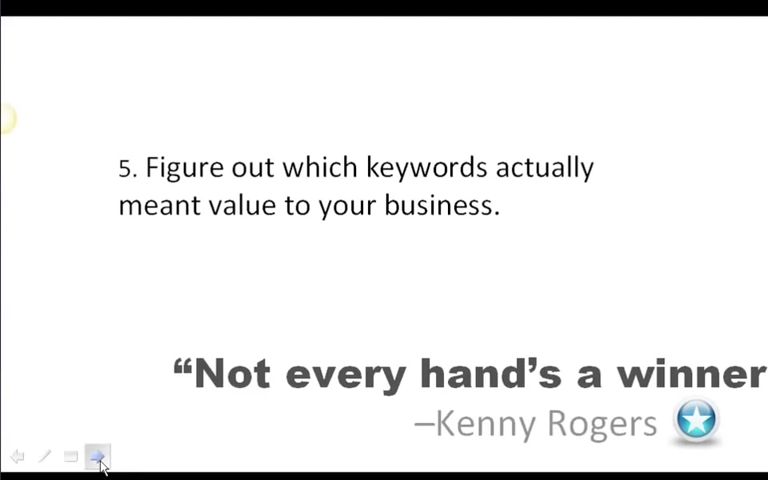 5. Figure out which keywords actually
meant value to your business.
“Not every hand’s a winner
–Kenny Rogers